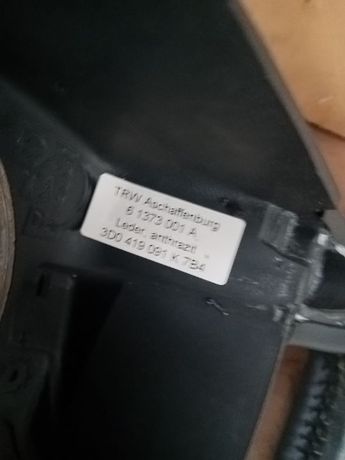 TRW Aschaffenburg
6 1373 001 A
Leder, anthrazit
3D0 419 091 K 7B4